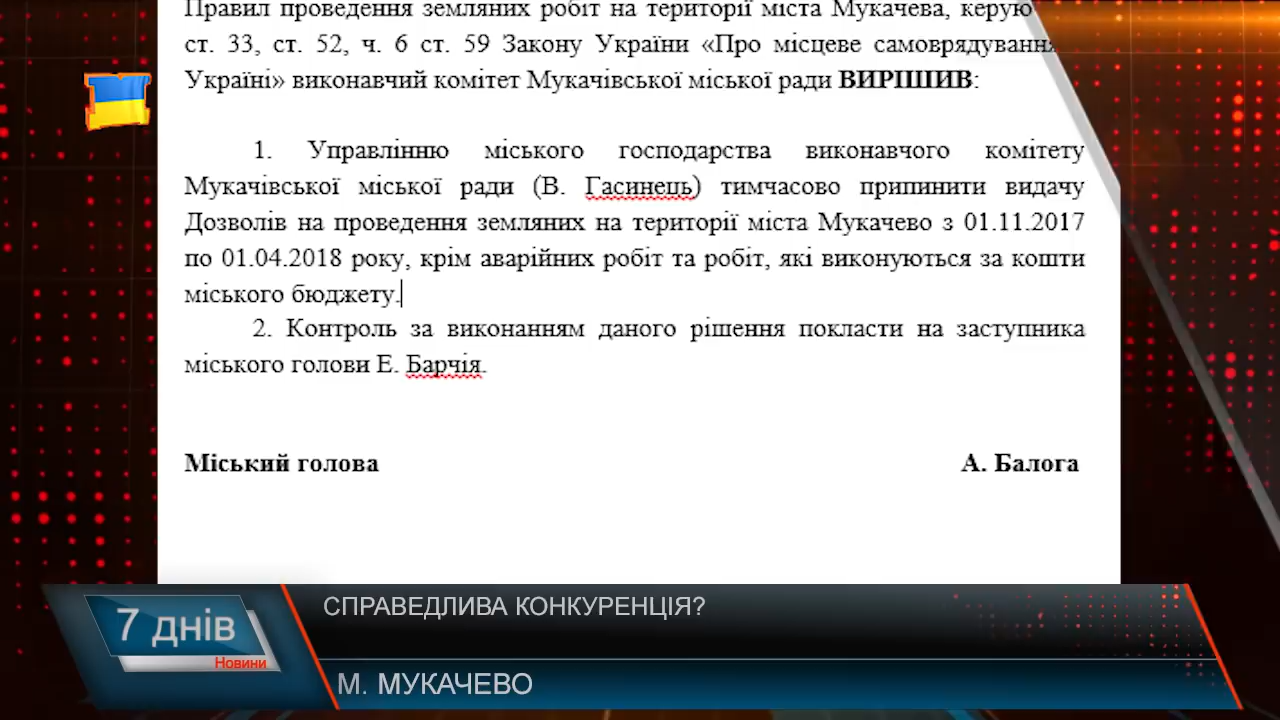 Правил проведення земляних робіт на території міста Мукачева, керую
ст. 33, ст. 52, ч. 6 ст. 59 Закону України «Про місцеве самоврядування
Україні» виконавчий комітет Мукачівської міської ради ВИРІШИВ:
1. Управлінню міського господарства виконавчого комітету
Мукачівської міської ради (В. Гасинець) тимчасово припинити видачу
Дозволів на проведення земляних на території міста Мукачево з 01.11.2017
по 01.04.2018 року, крім аварійних робіт та робіт, які виконуються за кошти
міського бюджету.
2. Контроль за виконанням даного рішення покласти на заступника
міського голови Е. Барчія.
Міський голова А. Балога
7 днів
Новини
СПРАВЕДЛИВА КОНКУРЕНЦІЯ?
М. МУКАЧЕВО